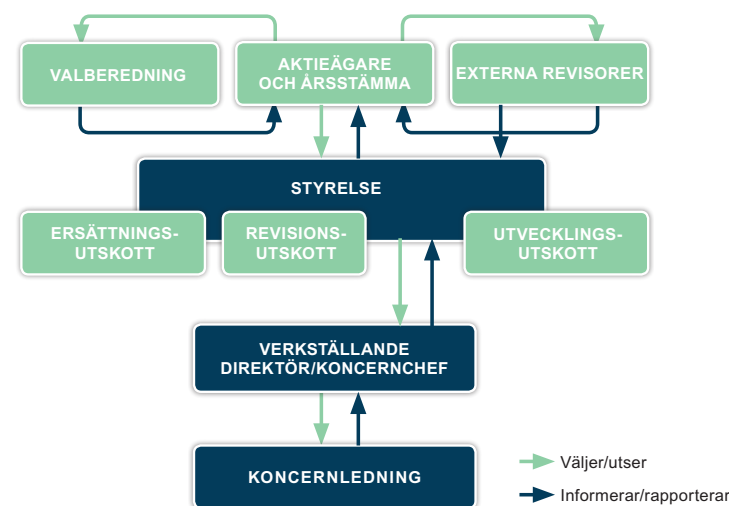 VALBEREDNING
AKTIEÄGARE
OCH ÅRSSTÄMMA
EXTERNA REVISORER
STYRELSE
ERSÄTTNINGS-
UTSKOTT
REVISIONS-
UTSKOTT
UTVECKLINGS-
UTSKOTT
VERKSTÄLLANDE
DIREKTÖR/KONCERNCHEF
KONCERNLEDNING
Väljer/utser
Informerar/rapporterar